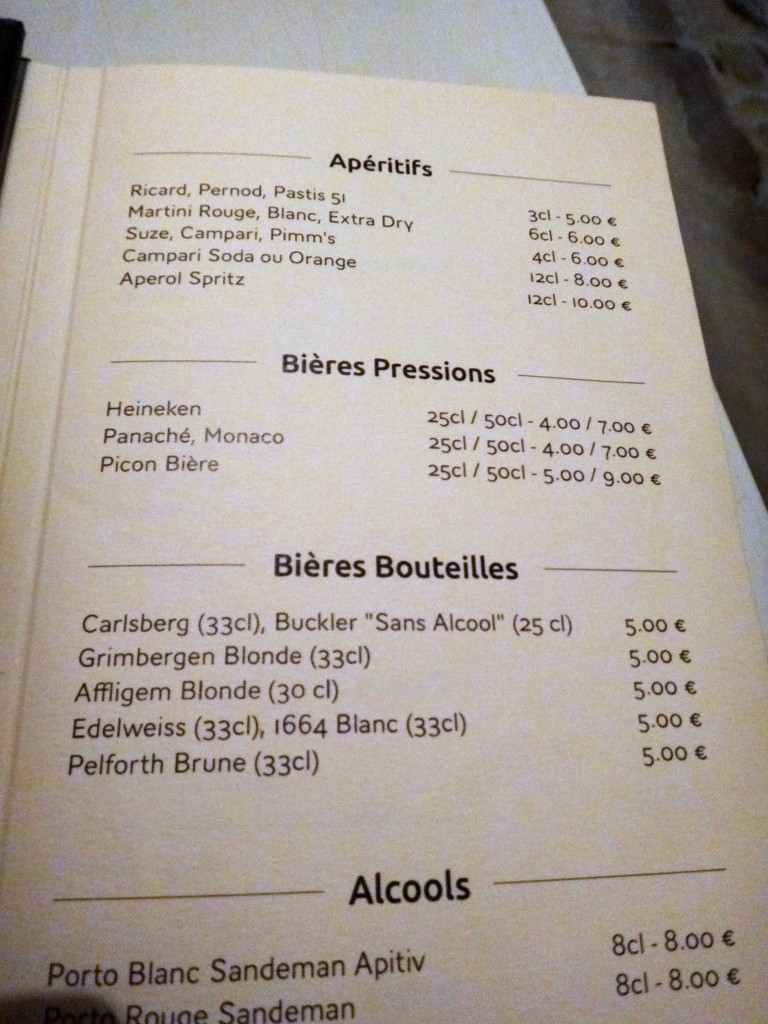 Apéritifs
Ricard, Pernod, Pastis 51 3cl - 5.00 €
Martini Rouge, Blanc, Extra Dry 6cl - 6.00 €
Suze, Campari, Pimm's 4cl - 6.00 €
Campari Soda ou Orange 12cl - 8.00 €
Aperol Spritz 12cl - 10.00 €
Bières Pressions
Heineken 25cl / 50cl - 4.00 / 7.00 €
Panaché, Monaco 25cl / 50cl - 4.00 / 7.00 €
Picon Bière 25cl / 50cl - 5.00 / 9.00 €
Bières Bouteilles
Carlsberg (33cl), Buckler "Sans Alcool" (25 cl) 5.00 €
Grimbergen Blonde (33cl) 5.00 €
Affligem Blonde (30 cl) 5.00 €
Edelweiss (33cl), 1664 Blanc (33cl) 5.00 €
Pelforth Brune (33cl) 5.00 €
Alcools
Porto Blanc Sandeman Apitiv 8cl - 8.00 €
Porto Rouge Sandeman 8cl - 8.00 €